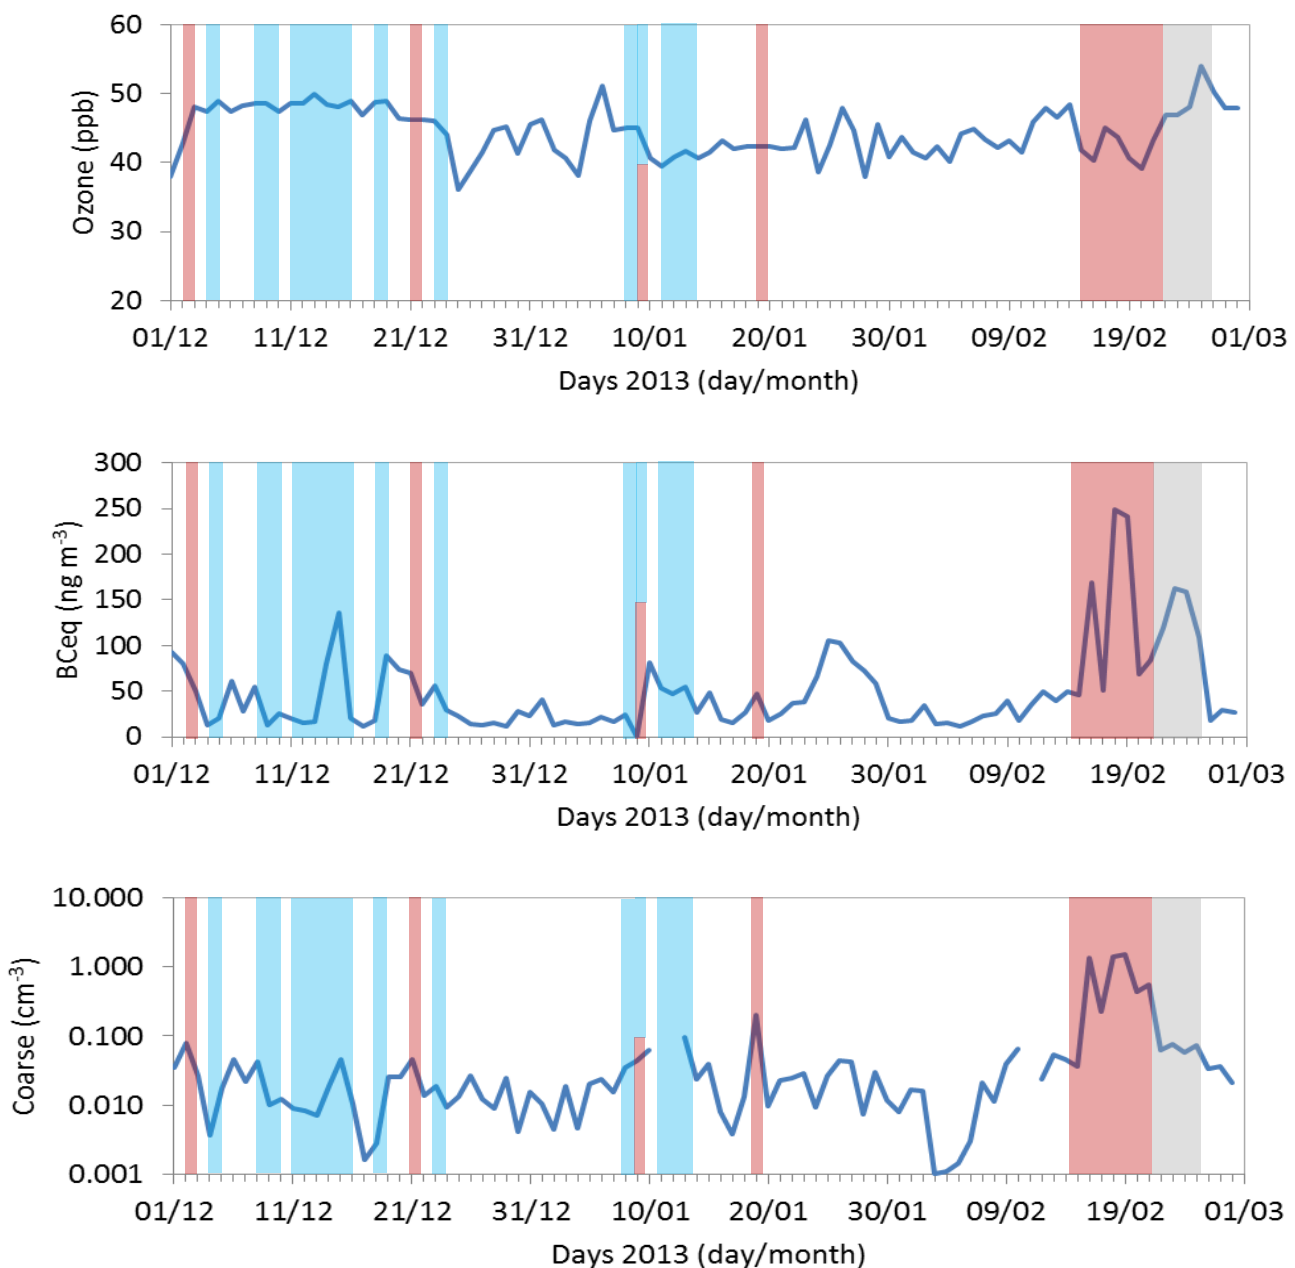 60
50
40
30
20
Ozone (ppb)
01/12 11/12 21/12 31/12 10/01 20/01 30/01 09/02 19/02 01/03
Days 2013 (day/month)
300
250
200
150
100
50
0
BCeq (ng m⁻³)
01/12 11/12 21/12 31/12 10/01 20/01 30/01 09/02 19/02 01/03
Days 2013 (day/month)
10.000
1.000
0.100
0.010
0.001
Coarse (cm⁻³)
01/12 11/12 21/12 31/12 10/01 20/01 30/01 09/02 19/02 01/03
Days 2013 (day/month)